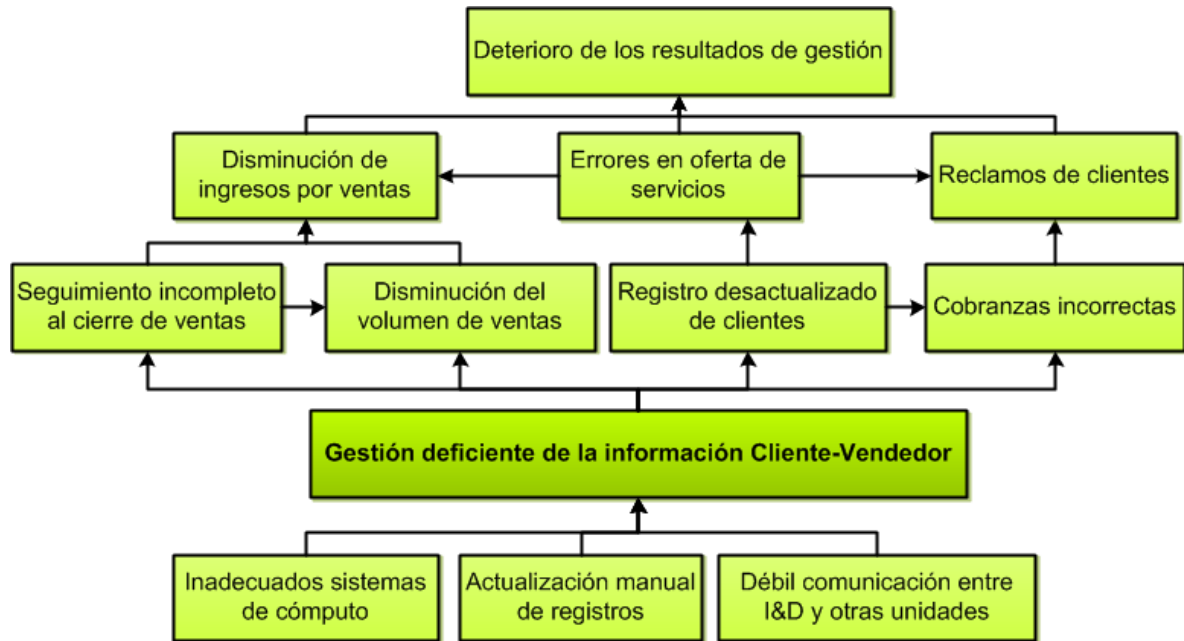 Deterioro de los resultados de gestión
Disminución de
ingresos por ventas
Errores en oferta de
servicios
Reclamos de clientes
Seguimiento incompleto
al cierre de ventas
Disminución del
volumen de ventas
Registro desactualizado
de clientes
Cobranzas incorrectas
Gestión deficiente de la información Cliente-Vendedor
Inadecuados sistemas
de cómputo
Actualización manual
de registros
Débil comunicación entre
I&D y otras unidades